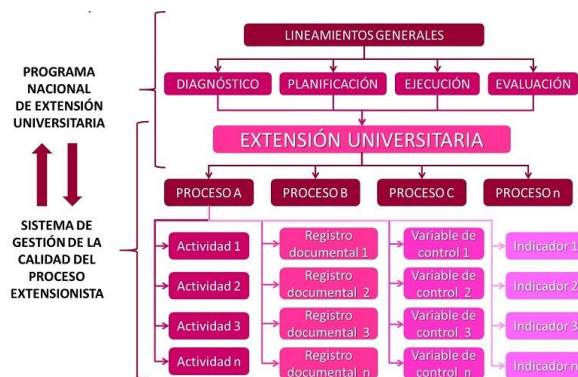 LINEAMIENTOS GENERALES
PROGRAMA
NACIONAL
DE EXTENSIÓN
UNIVERSITARIA
DIAGNÓSTICO
PLANIFICACIÓN
EJECUCIÓN
EVALUACIÓN
EXTENSIÓN UNIVERSITARIA
PROCESO A
PROCESO B
PROCESO C
PROCESO n
SISTEMA DE
GESTIÓN DE LA
CALIDAD DEL
PROCESO
EXTENSIONISTA
Actividad 1
Registro
documental 1
Variable de
control 1
Indicador 1
Actividad 2
Registro
documental 2
Variable de
control 2
Indicador 2
Actividad 3
Registro
documental 3
Variable de
control 3
Indicador 3
Actividad n
Registro
documental n
Variable de
control n
Indicador n